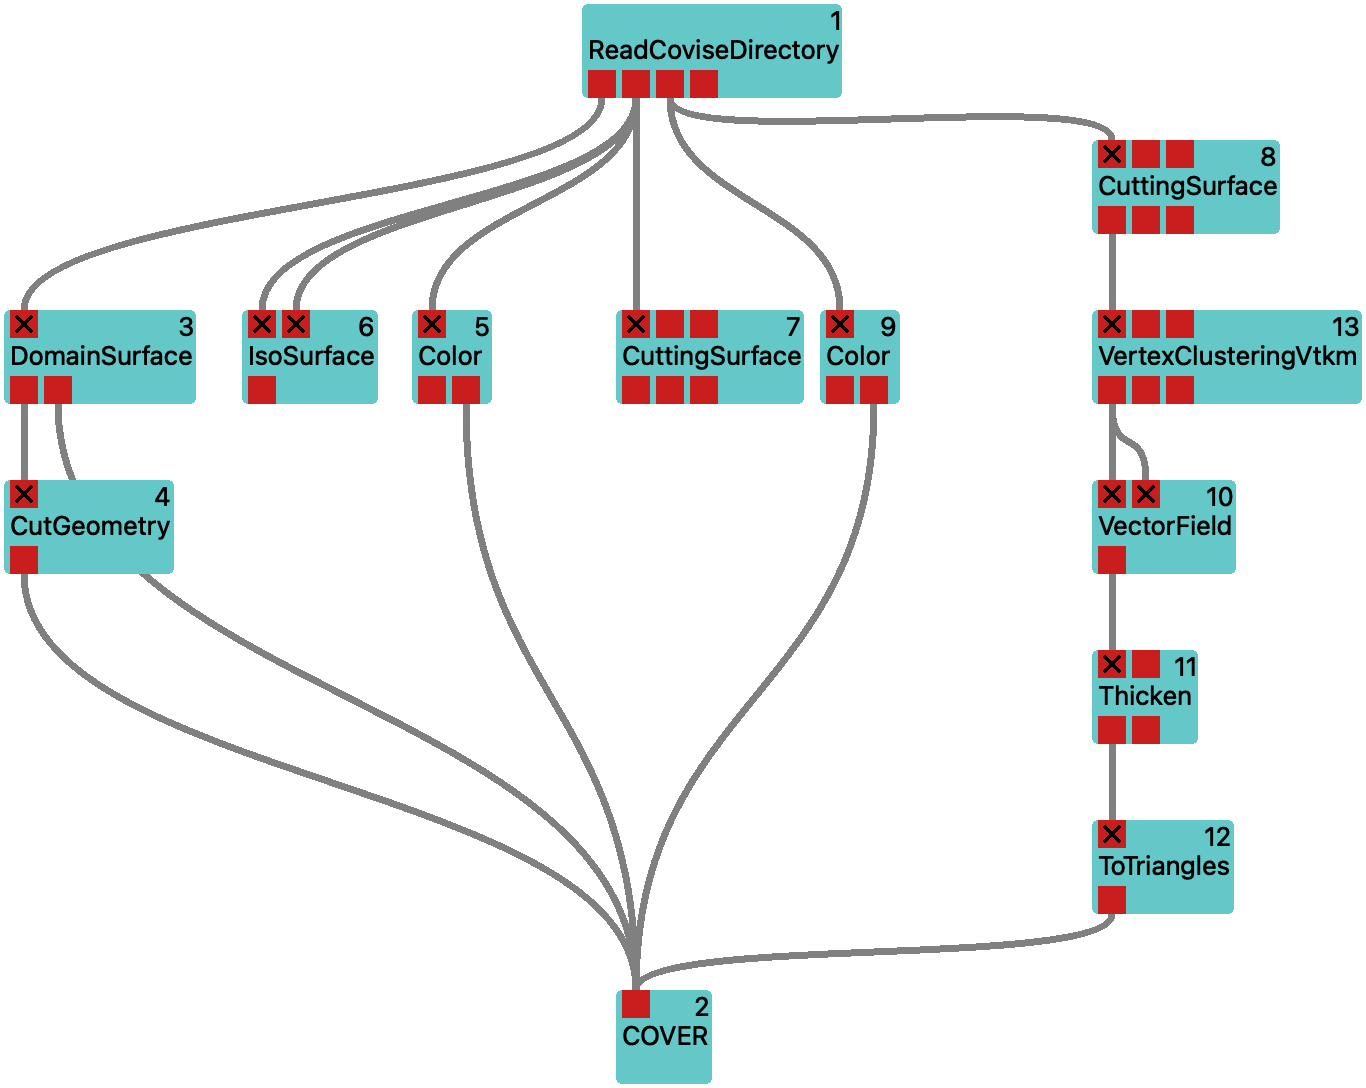 1
ReadCoviseDirectory
8
CuttingSurface
3
DomainSurface
6
IsoSurface
5
Color
7
CuttingSurface
9
Color
13
VertexClusteringVtkm
4
CutGeometry
10
VectorField
11
Thicken
12
ToTriangles
2
COVER